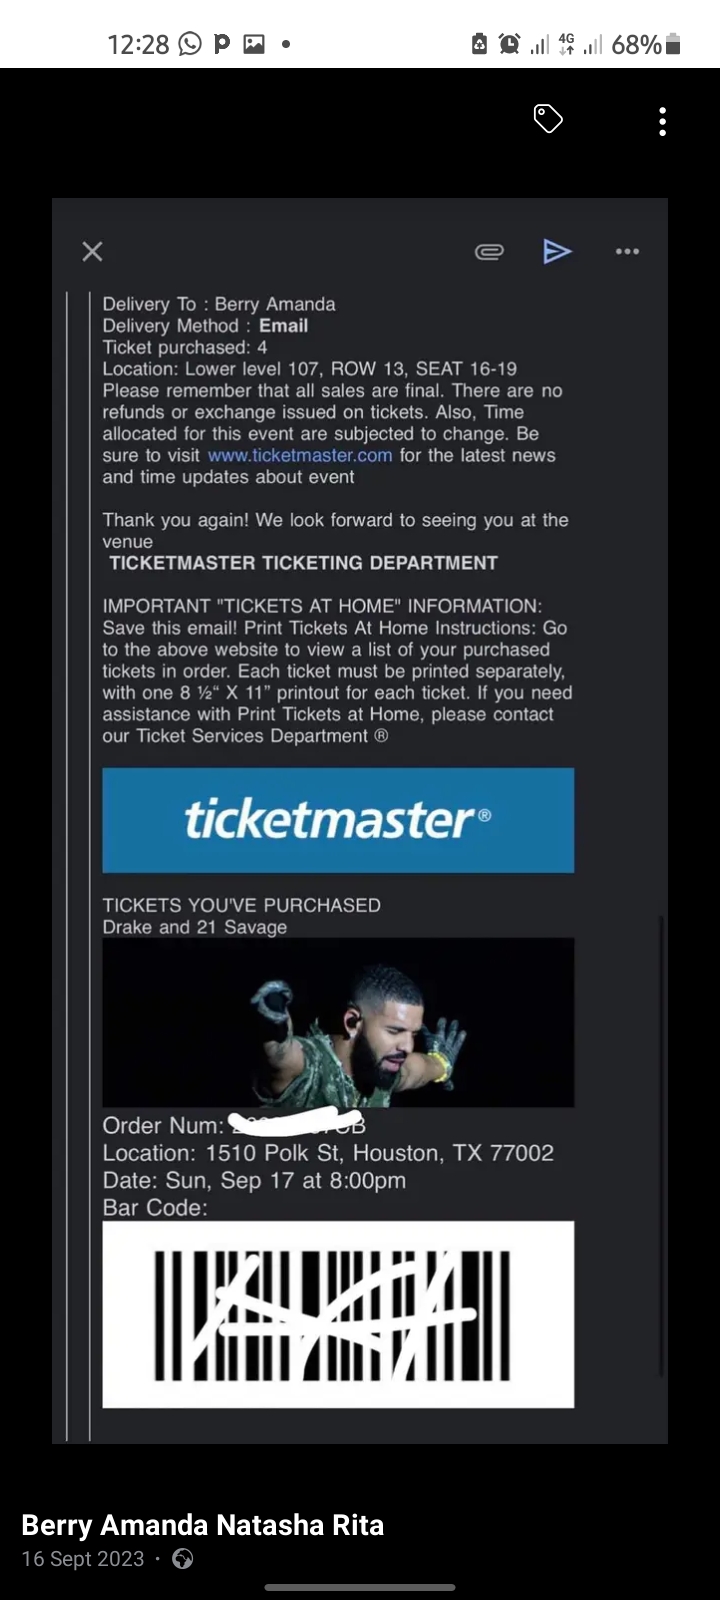 12:28
4G
68%
Delivery To : Berry Amanda
Delivery Method : Email
Ticket purchased: 4
Location: Lower level 107, ROW 13, SEAT 16-19
Please remember that all sales are final. There are no
refunds or exchange issued on tickets. Also, Time
allocated for this event are subjected to change. Be
sure to visit www.ticketmaster.com for the latest news
and time updates about event
Thank you again! We look forward to seeing you at the
venue
TICKETMASTER TICKETING DEPARTMENT
IMPORTANT "TICKETS AT HOME" INFORMATION:
Save this email! Print Tickets At Home Instructions: Go
to the above website to view a list of your purchased
tickets in order. Each ticket must be printed separately,
with one 8 ½“ X 11” printout for each ticket. If you need
assistance with Print Tickets at Home, please contact
our Ticket Services Department ®
ticketmaster®
TICKETS YOU'VE PURCHASED
Drake and 21 Savage
Order Num:
Location: 1510 Polk St, Houston, TX 77002
Date: Sun, Sep 17 at 8:00pm
Bar Code:
Berry Amanda Natasha Rita
16 Sept 2023 ·